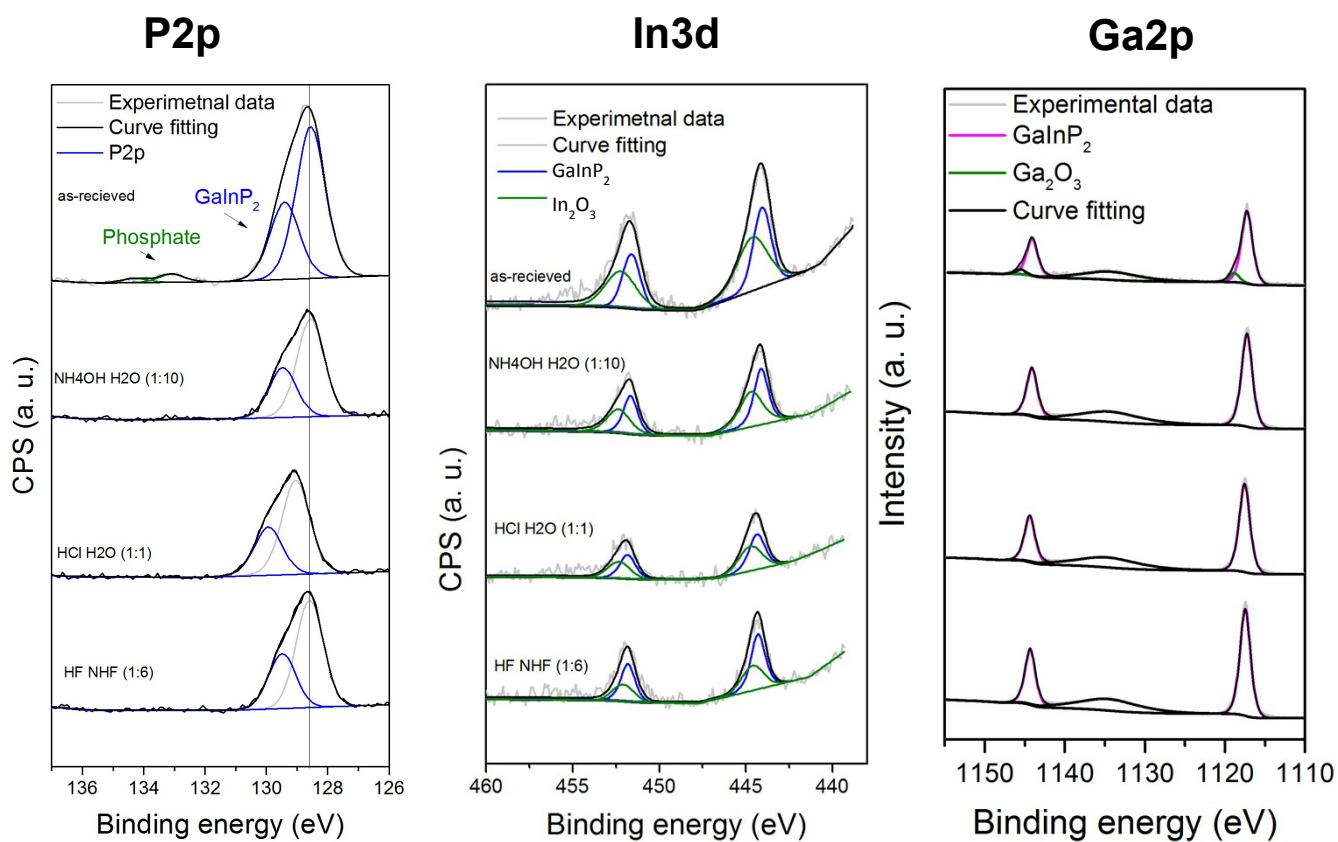 P2p
In3d
Ga2p
Experimetnal data
Curve fitting
P2p
as-recieved
GaInP2
Phosphate
NH4OH H2O (1:10)
HCl H2O (1:1)
HF NHF (1:6)
CPS (a. u.)
136 134 132 130 128 126
Binding energy (eV)
Experimetnal data
Curve fitting
GaInP2
In2O3
as-recieved
NH4OH H2O (1:10)
HCl H2O (1:1)
HF NHF (1:6)
CPS (a. u.)
460 455 450 445 440
Binding energy (eV)
Experimental data
GaInP2
Ga2O3
Curve fitting
Intensity (a. u.)
1150 1140 1130 1120 1110
Binding energy (eV)